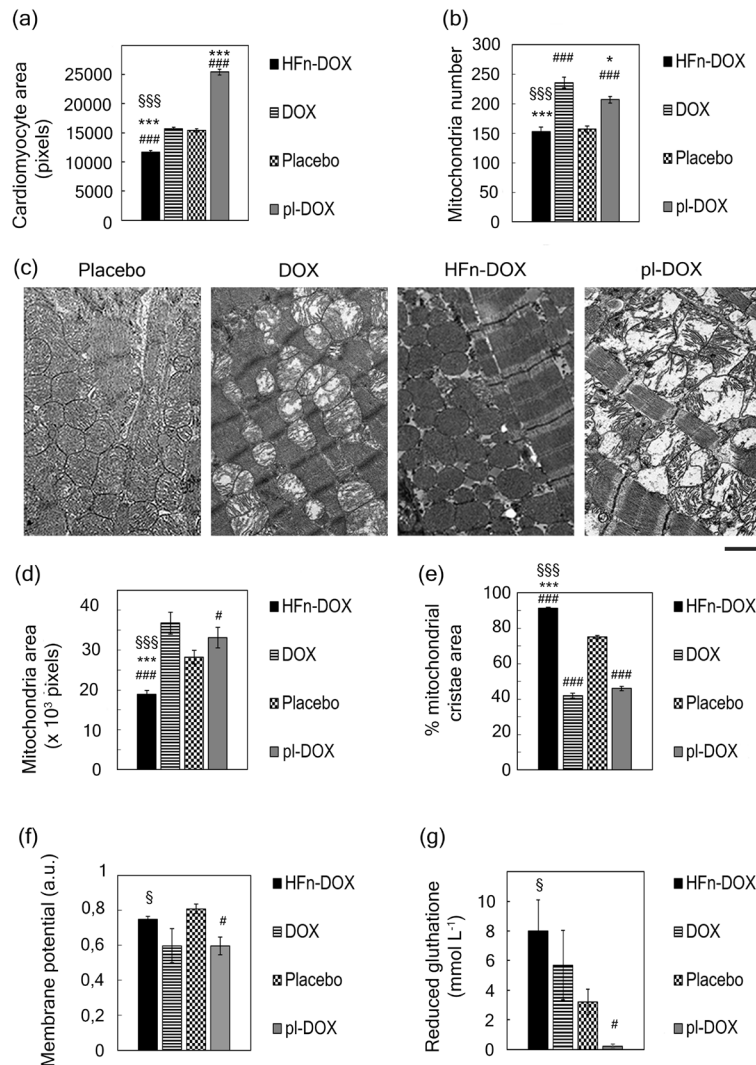 (a)
Cardiomyocyte area
(pixels)
25000
20000
15000
10000
5000
0
§§§
***
###
***
###
HFn-DOX
DOX
Placebo
pl-DOX
(b)
Mitochondria number
300
250
200
150
100
50
0
§§§
***
###
*
###
HFn-DOX
DOX
Placebo
pl-DOX
(c)
Placebo
DOX
HFn-DOX
pl-DOX
(d)
Mitochondria area
(x 10³ pixels)
40
30
20
10
0
§§§
***
###
#
HFn-DOX
DOX
Placebo
pl-DOX
(e)
% mitochondrial
cristae area
100
80
60
40
20
0
§§§
***
###
###
###
HFn-DOX
DOX
Placebo
pl-DOX
(f)
Membrane potential (a.u.)
1
0,8
0,6
0,4
0,2
0
§
#
HFn-DOX
DOX
Placebo
pl-DOX
(g)
Reduced gluthatione
(mmol L⁻¹)
10
8
6
4
2
0
§
#
HFn-DOX
DOX
Placebo
pl-DOX